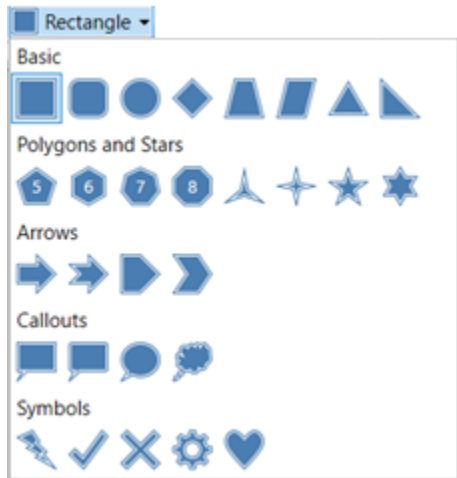 Rectangle
Basic
Polygons and Stars
5 6 7 8
Arrows
Callouts
Symbols